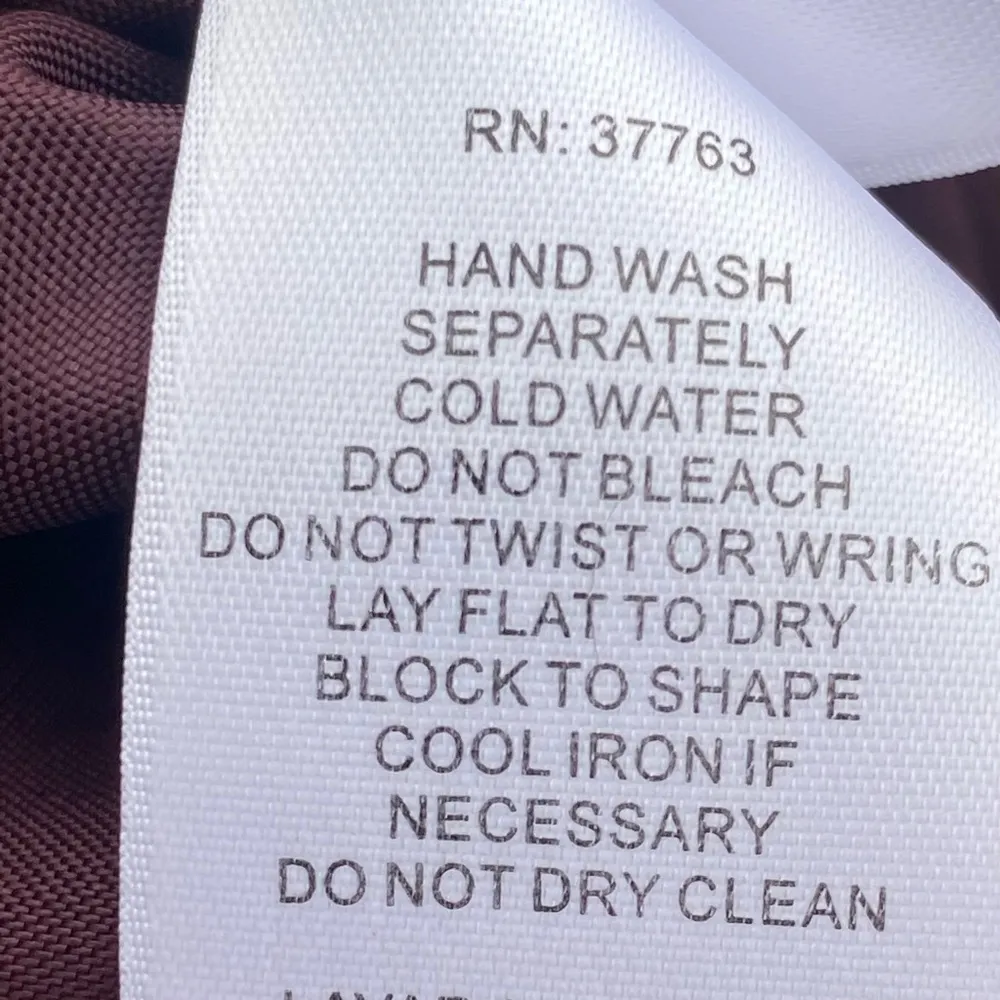 RN: 37763
HAND WASH
SEPARATELY
COLD WATER
DO NOT BLEACH
DO NOT TWIST OR WRING
LAY FLAT TO DRY
BLOCK TO SHAPE
COOL IRON IF
NECESSARY
DO NOT DRY CLEAN